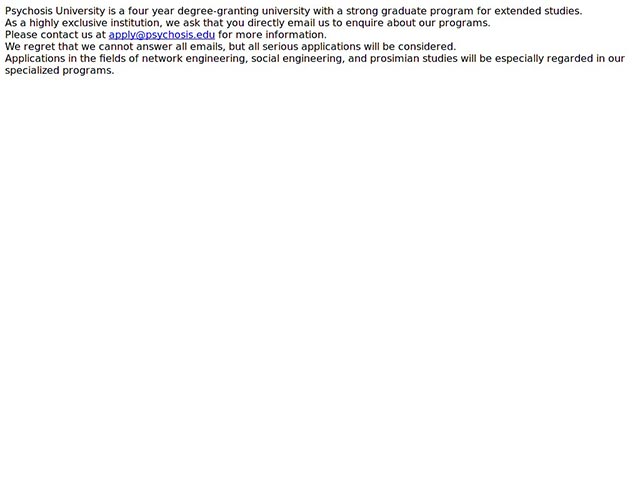 Psychosis University is a four year degree-granting university with a strong graduate program for extended studies.
As a highly exclusive institution, we ask that you directly email us to enquire about our programs.
Please contact us at apply@psychosis.edu for more information.
We regret that we cannot answer all emails, but all serious applications will be considered.
Applications in the fields of network engineering, social engineering, and prosimian studies will be especially regarded in our
specialized programs.